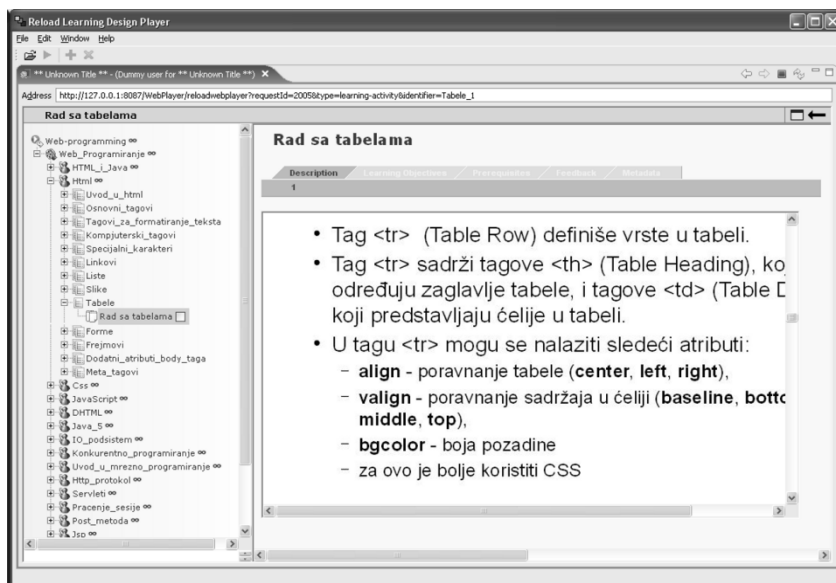 Reload Learning Design Player
File Edit Window Help
** Unknown Title ** - (Dummy user for ** Unknown Title **)
Address http://127.0.0.1:8087/WebPlayer/reloadwebplayer?requestId=2005&type=learning-activity&identifier=Tabele_1
Rad sa tabelama
Web-programming
Web_Programiranje
HTML_i_Java
Html
Uvod_u_html
Osnovni_tagovi
Tagovi_za_formatiranje_teksta
Kompjuterski_tagovi
Specijalni_karakteri
Linkovi
Liste
Slike
Tabele
Rad sa tabelama
Forme
Frejmovi
Dodatni_atributi_body_taga
Meta_tagovi
Css
JavaScript
DHTML
Java_5
IO_podsistem
Konkurentno_programiranje
Uvod_u_mrezno_programiranje
Http_protokol
Servleti
Pracenje_sesije
Post_metoda
Jsp
Rad sa tabelama
Description Learning Objectives Prerequisites Feedback Metadata
1
• Tag <tr> (Table Row) definiše vrste u tabeli.
• Tag <tr> sadrži tagove <th> (Table Heading), koj
određuju zaglavlje tabele, i tagove <td> (Table D
koji predstavljaju ćelije u tabeli.
• U tagu <tr> mogu se nalaziti sledeći atributi:
– align - poravnanje tabele (center, left, right),
– valign - poravnanje sadržaja u ćeliji (baseline, botto
middle, top),
– bgcolor - boja pozadine
– za ovo je bolje koristiti CSS